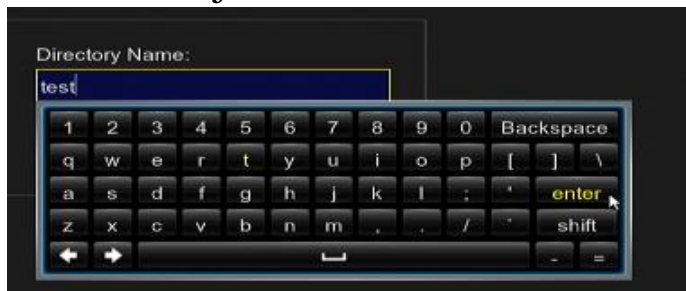 Directory Name:
test
1 2 3 4 5 6 7 8 9 0 Backspace
q w e r t y u i o p [ ] \
a s d f g h j k l ; ' enter
z x c v b n m , . / ` shift
- =